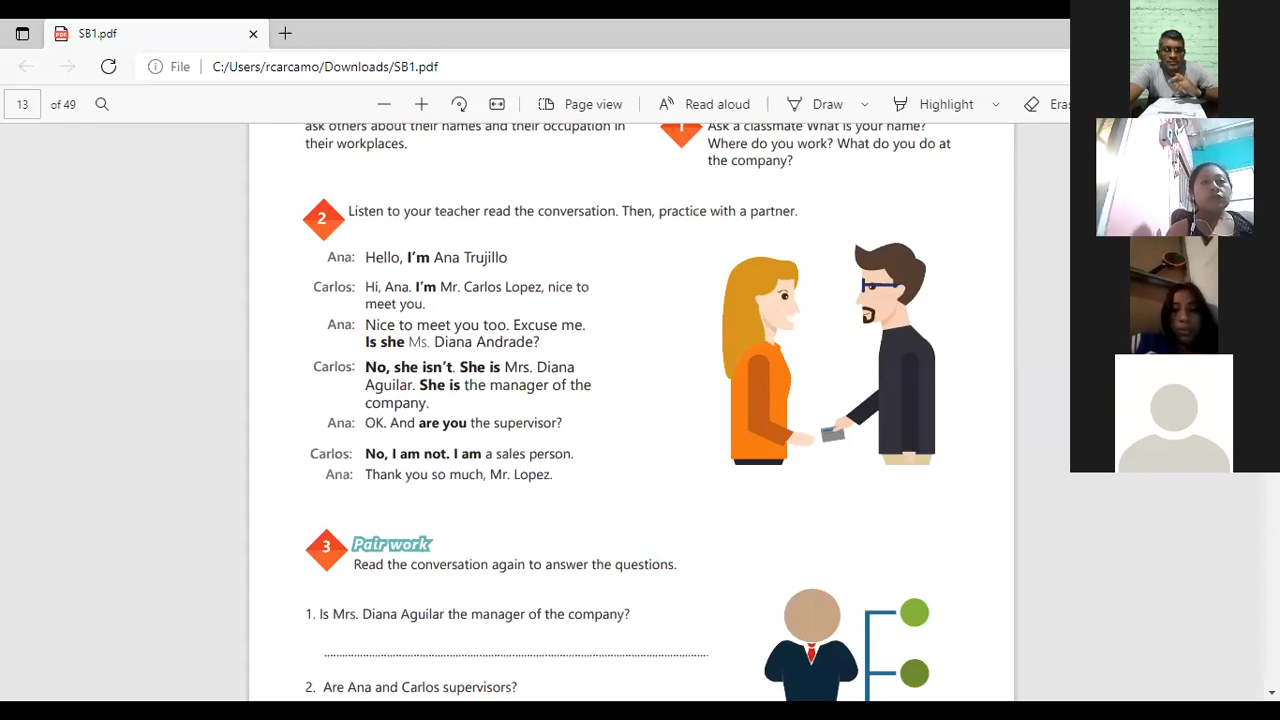 SB1.pdf
File C:/Users/rcarcamo/Downloads/SB1.pdf
13 of 49 Page view Read aloud Draw Highlight Eras
ask others about their names and their occupation in
their workplaces.
1
Ask a classmate What is your name?
Where do you work? What do you do at
the company?
2 Listen to your teacher read the conversation. Then, practice with a partner.
Ana: Hello, I'm Ana Trujillo
Carlos: Hi, Ana. I'm Mr. Carlos Lopez, nice to
meet you.
Ana: Nice to meet you too. Excuse me.
Is she Ms. Diana Andrade?
Carlos: No, she isn't. She is Mrs. Diana
Aguilar. She is the manager of the
company.
Ana: OK. And are you the supervisor?
Carlos: No, I am not. I am a sales person.
Ana: Thank you so much, Mr. Lopez.
3 Pair work
Read the conversation again to answer the questions.
1. Is Mrs. Diana Aguilar the manager of the company?
2. Are Ana and Carlos supervisors?